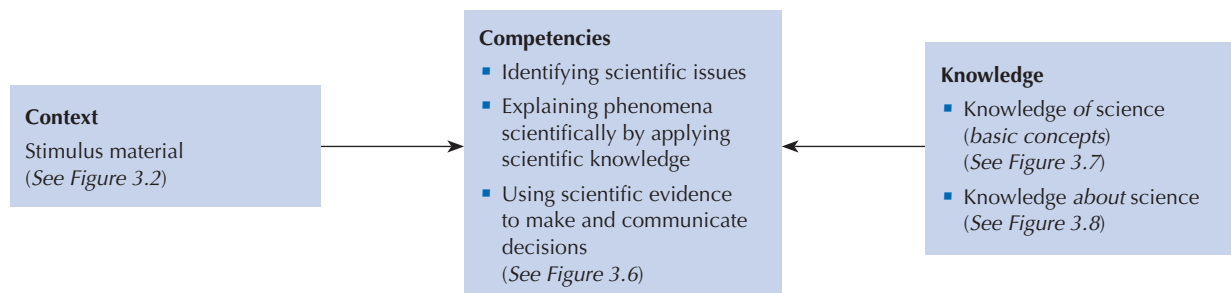 Context
Stimulus material
(See Figure 3.2)
Competencies
▪ Identifying scientific issues
▪ Explaining phenomena
scientifically by applying
scientific knowledge
▪ Using scientific evidence
to make and communicate
decisions
(See Figure 3.6)
Knowledge
▪ Knowledge of science
(basic concepts)
(See Figure 3.7)
▪ Knowledge about science
(See Figure 3.8)